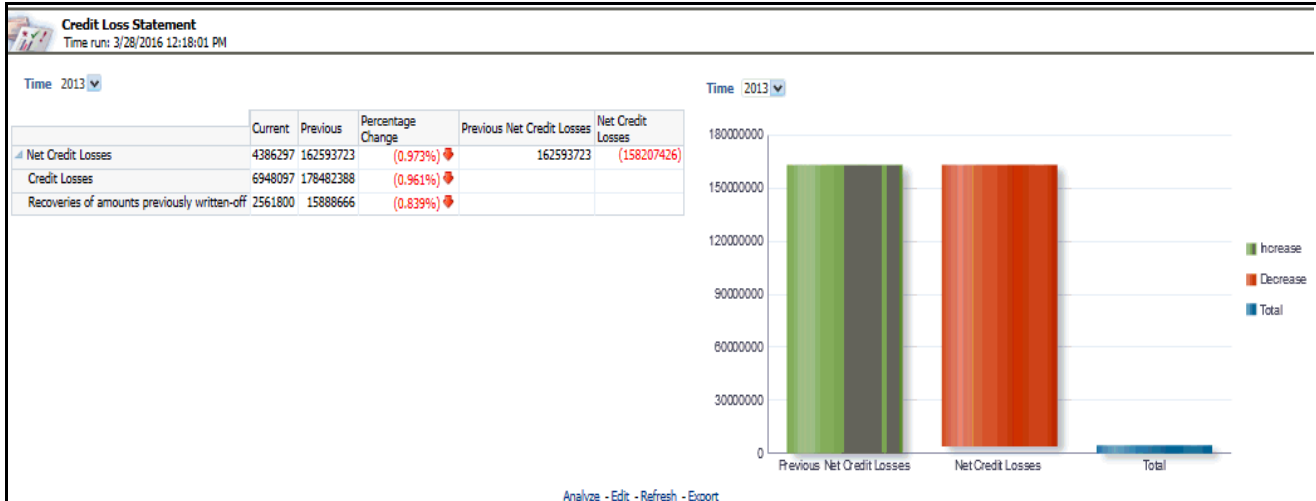 Credit Loss Statement
Time run: 3/28/2016 12:18:01 PM
Time 2013
Current Previous Percentage Change Previous Net Credit Losses Net Credit Losses
Net Credit Losses 4386297 162593723 (0.973%) 162593723 (158207426)
Credit Losses 6948097 178482388 (0.961%)
Recoveries of amounts previously written-off 2561800 15888666 (0.839%)
Time 2013
180000000
150000000
120000000
90000000
60000000
30000000
0
Previous Net Credit Losses Net Credit Losses Total
Increase
Decrease
Total
Analyze - Edit - Refresh - Export